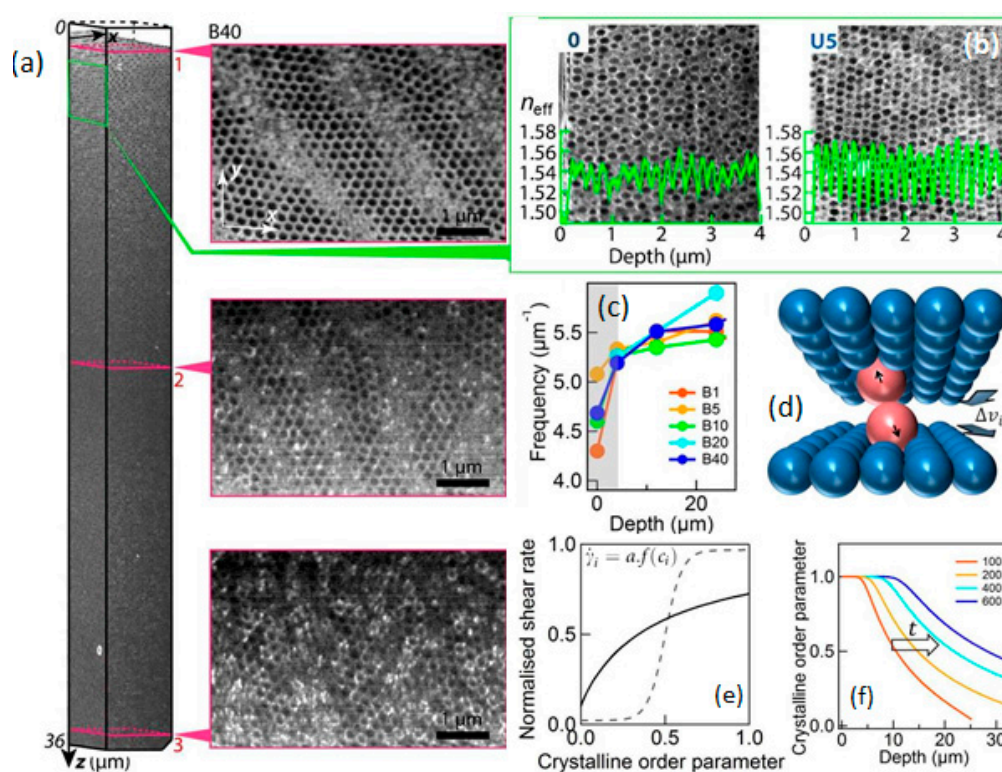 (a)
0
x
1
2
36
3
z (µm)
B40
y
x
1 µm
1 µm
1 µm
(b)
0
U5
n_eff
1.58
1.56
1.54
1.50
0 1 2 3 4
Depth (µm)
1.58
1.56
1.54
1.50
0 1 2 3 4
Depth (µm)
(c)
Frequency (µm⁻¹)
5.5
5.0
4.5
4.0
B1
B5
B10
B20
B40
0 20
Depth (µm)
(d)
Δv_i
(e)
γ̇_i = a.f(c_i)
Normalised shear rate
1.0
0.5
0
0.0 0.5 1.0
Crystalline order parameter
(f)
Crystalline order parameter
1.0
0.5
0.0
100
200
400
600
t
0 10 20 30
Depth (µm)